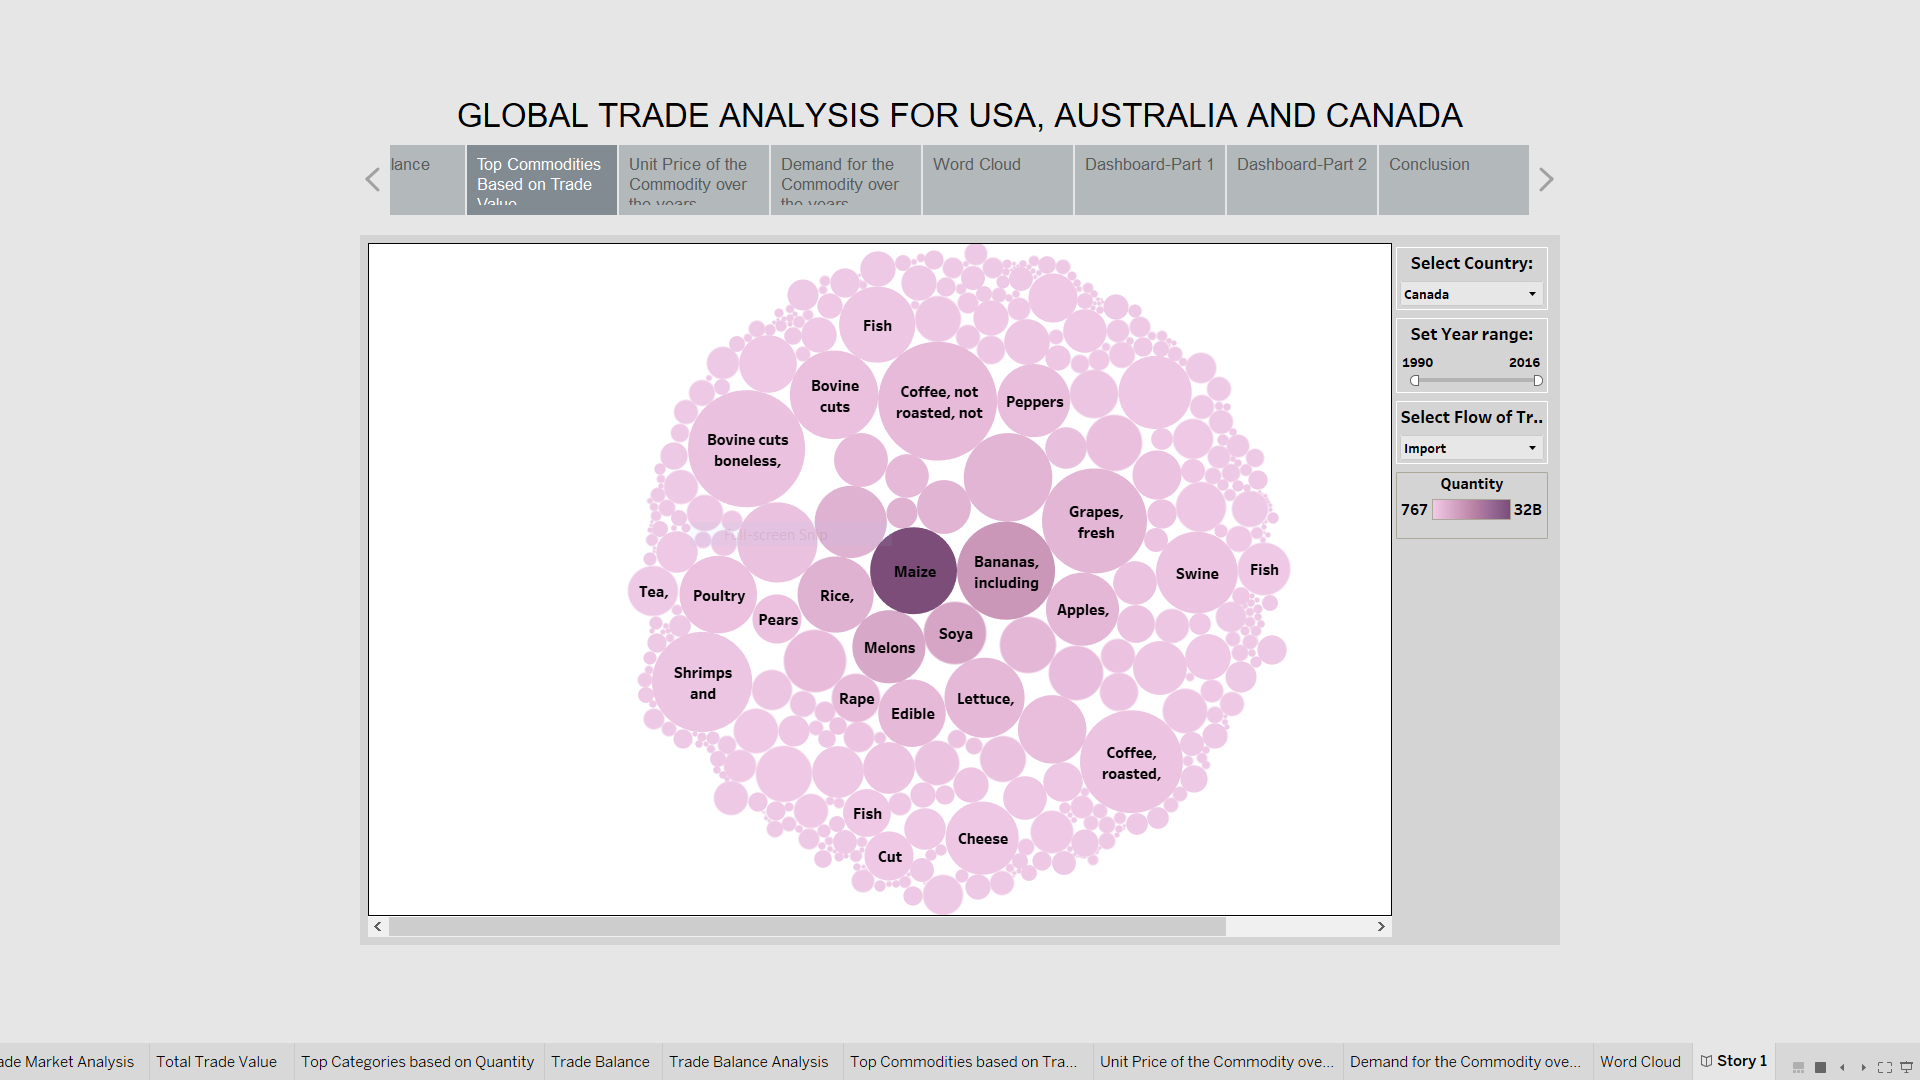 GLOBAL TRADE ANALYSIS FOR USA, AUSTRALIA AND CANADA
lance
Top Commodities
Based on Trade
Value
Unit Price of the
Commodity over
the years
Demand for the
Commodity over
the years
Word Cloud
Dashboard-Part 1
Dashboard-Part 2
Conclusion
Fish
Bovine
cuts
Coffee, not
roasted, not
Peppers
Bovine cuts
boneless,
Grapes,
fresh
Full-screen Snip
Maize
Bananas,
including
Swine
Fish
Tea,
Poultry
Rice,
Apples,
Pears
Soya
Melons
Shrimps
and
Rape
Edible
Lettuce,
Coffee,
roasted,
Fish
Cheese
Cut
Select Country:
Canada
Set Year range:
1990
2016
Select Flow of Tr..
Import
Quantity
767
32B
ade Market Analysis
Total Trade Value
Top Categories based on Quantity
Trade Balance
Trade Balance Analysis
Top Commodities based on Tra...
Unit Price of the Commodity ove...
Demand for the Commodity ove...
Word Cloud
Story 1